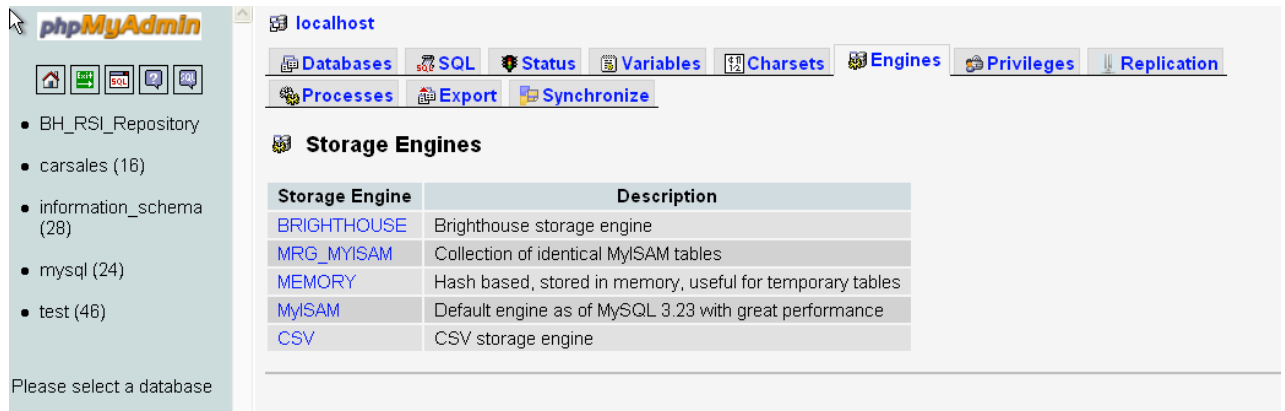 phpMyAdmin
BH_RSI_Repository
carsales (16)
information_schema
(28)
mysql (24)
test (46)
Please select a database
localhost
Databases SQL Status Variables Charsets Engines Privileges Replication
Processes Export Synchronize
Storage Engines
Storage Engine Description
BRIGHTHOUSE Brighthouse storage engine
MRG_MYISAM Collection of identical MyISAM tables
MEMORY Hash based, stored in memory, useful for temporary tables
MyISAM Default engine as of MySQL 3.23 with great performance
CSV CSV storage engine